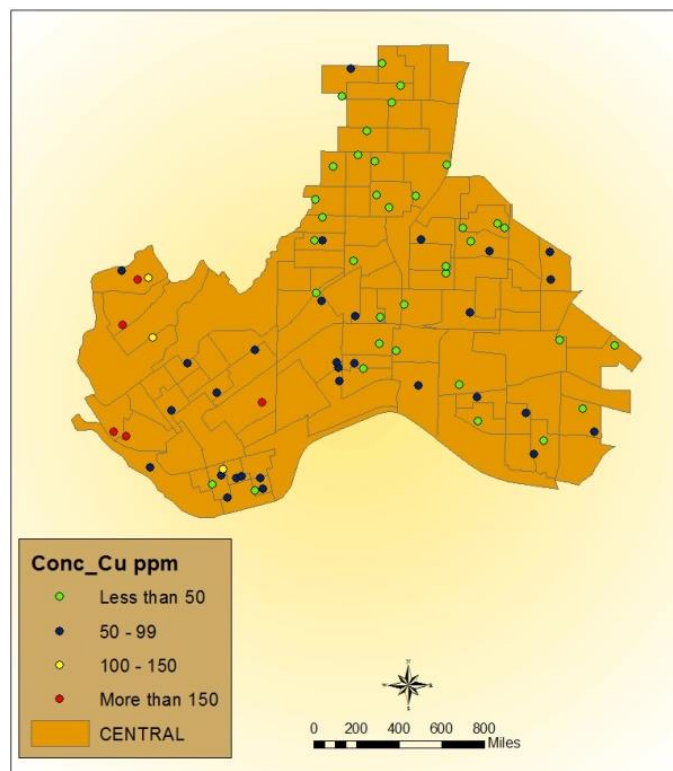 Conc_Cu ppm
Less than 50
50 - 99
100 - 150
More than 150
CENTRAL
0 200 400 600 800
Miles